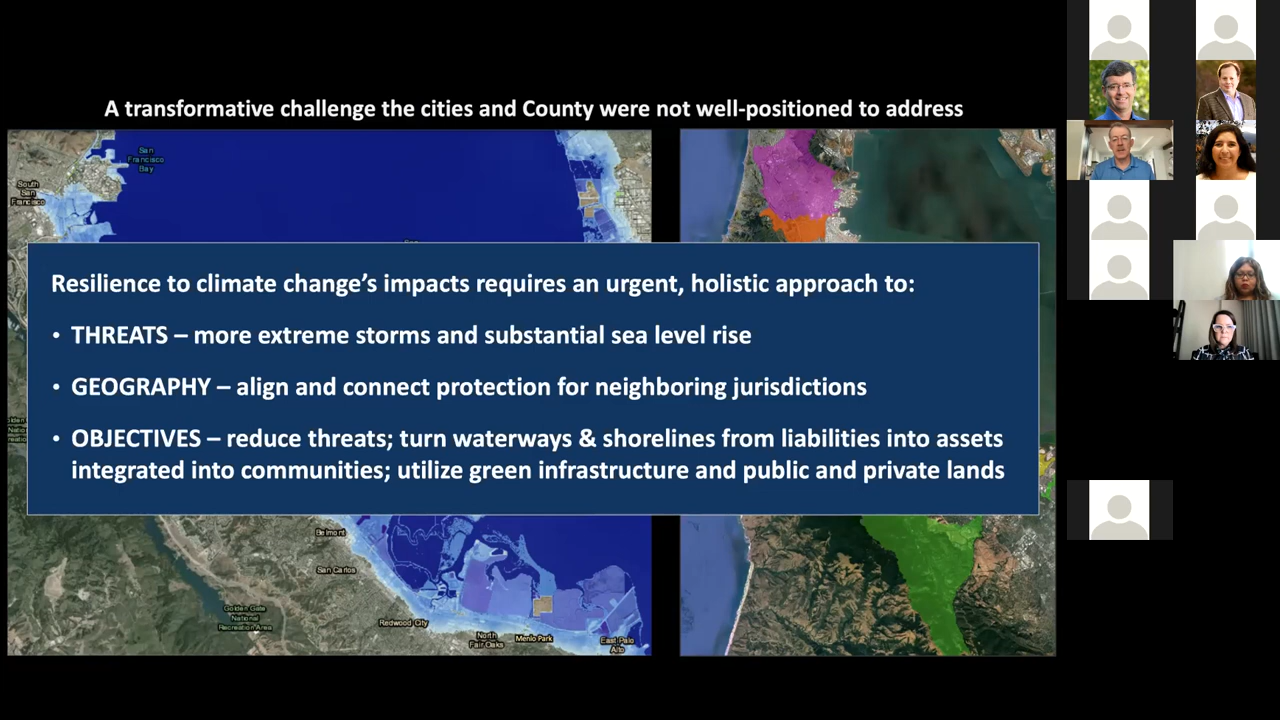 A transformative challenge the cities and County were not well-positioned to address
San
Francisco
Bay
South
San
Francisco
Resilience to climate change’s impacts requires an urgent, holistic approach to:
• THREATS – more extreme storms and substantial sea level rise
• GEOGRAPHY – align and connect protection for neighboring jurisdictions
• OBJECTIVES – reduce threats; turn waterways & shorelines from liabilities into assets
integrated into communities; utilize green infrastructure and public and private lands
Belmont
San Carlos
Golden Gate
National
Recreation Area
Redwood City
North
Fair Oaks
Menlo Park
East Palo
Alto